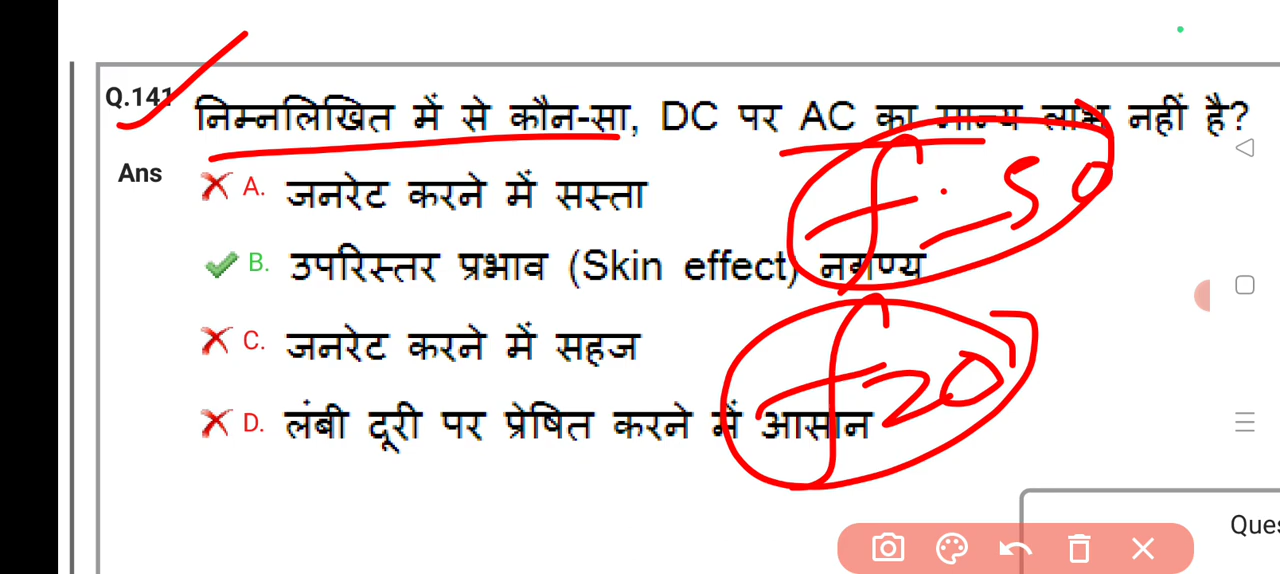 Q.141 निम्नलिखित में से कौन-सा, DC पर AC का मान्य लाभ नहीं है?
Ans A. जनरेट करने में सस्ता
B. उपरिस्तर प्रभाव (Skin effect) नगण्य
C. जनरेट करने में सहज
D. लंबी दूरी पर प्रेषित करने में आसान
f = 50
f 20
Ques